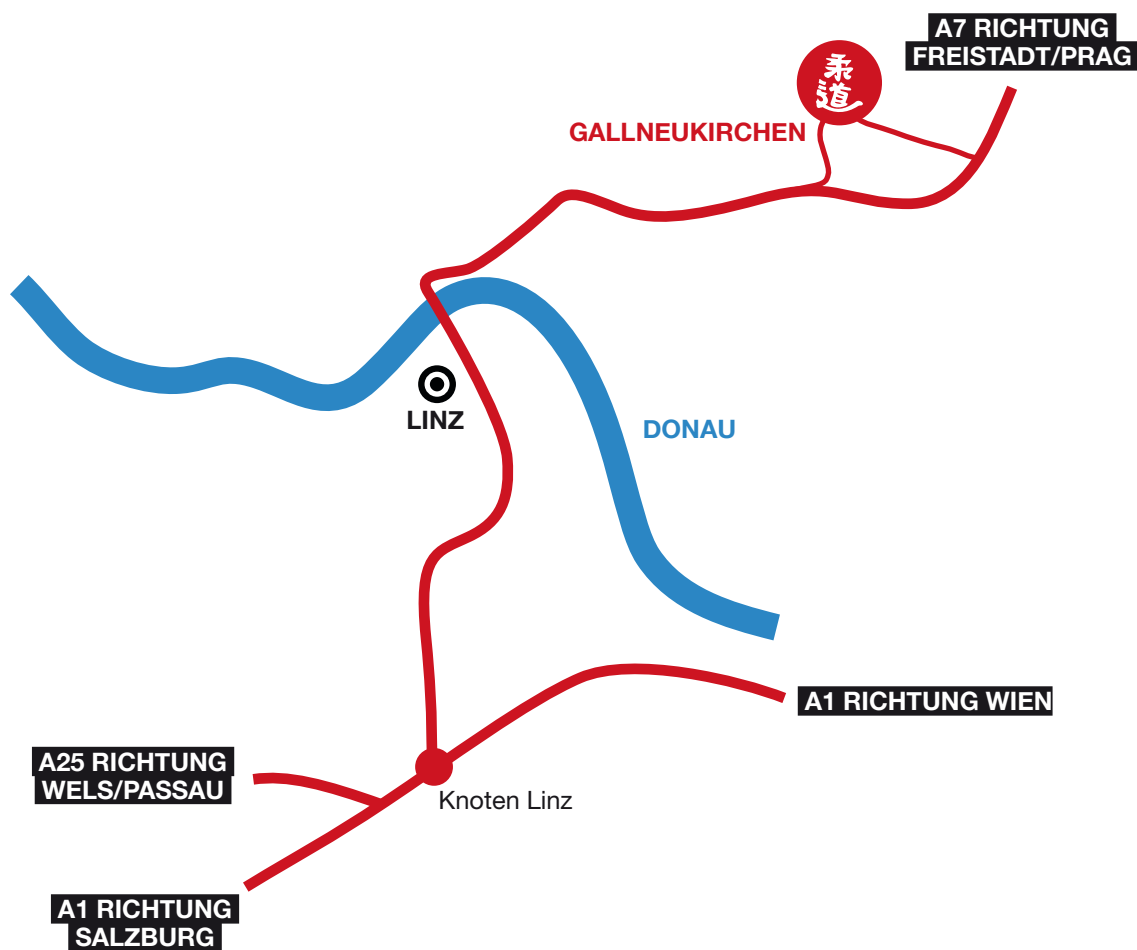 A7 RICHTUNG
FREISTADT/PRAG
柔
道
GALLNEUKIRCHEN
LINZ
DONAU
A1 RICHTUNG WIEN
A25 RICHTUNG
WELS/PASSAU
Knoten Linz
A1 RICHTUNG
SALZBURG